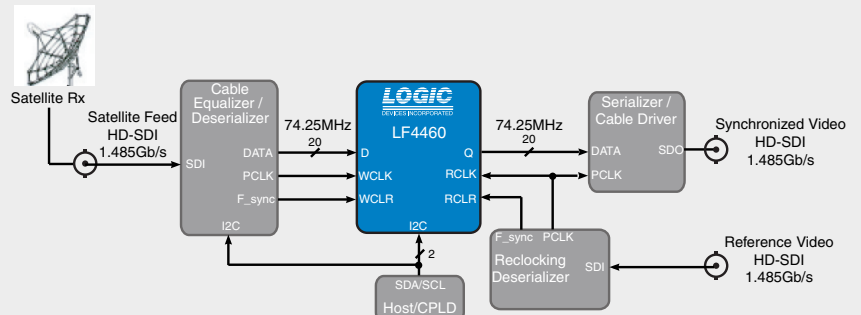 Satellite Rx
Satellite Feed
HD-SDI
1.485Gb/s
Cable
Equalizer /
Deserializer
SDI
DATA
PCLK
F_sync
I2C
74.25MHz
20
LOGIC
DEVICES INCORPORATED
LF4460
D
WCLK
WCLR
Q
RCLK
RCLR
I2C
2
74.25MHz
20
Serializer /
Cable Driver
DATA
PCLK
SDO
Synchronized Video
HD-SDI
1.485Gb/s
F_sync
PCLK
Reclocking
Deserializer
SDI
Reference Video
HD-SDI
1.485Gb/s
SDA/SCL
Host/CPLD